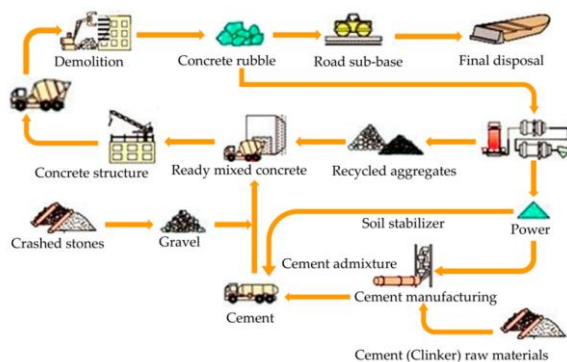 Demolition
Concrete rubble
Road sub-base
Final disposal
Concrete structure
Ready mixed concrete
Recycled aggregates
Crashed stones
Gravel
Soil stabilizer
Power
Cement admixture
Cement
Cement manufacturing
Cement (Clinker) raw materials